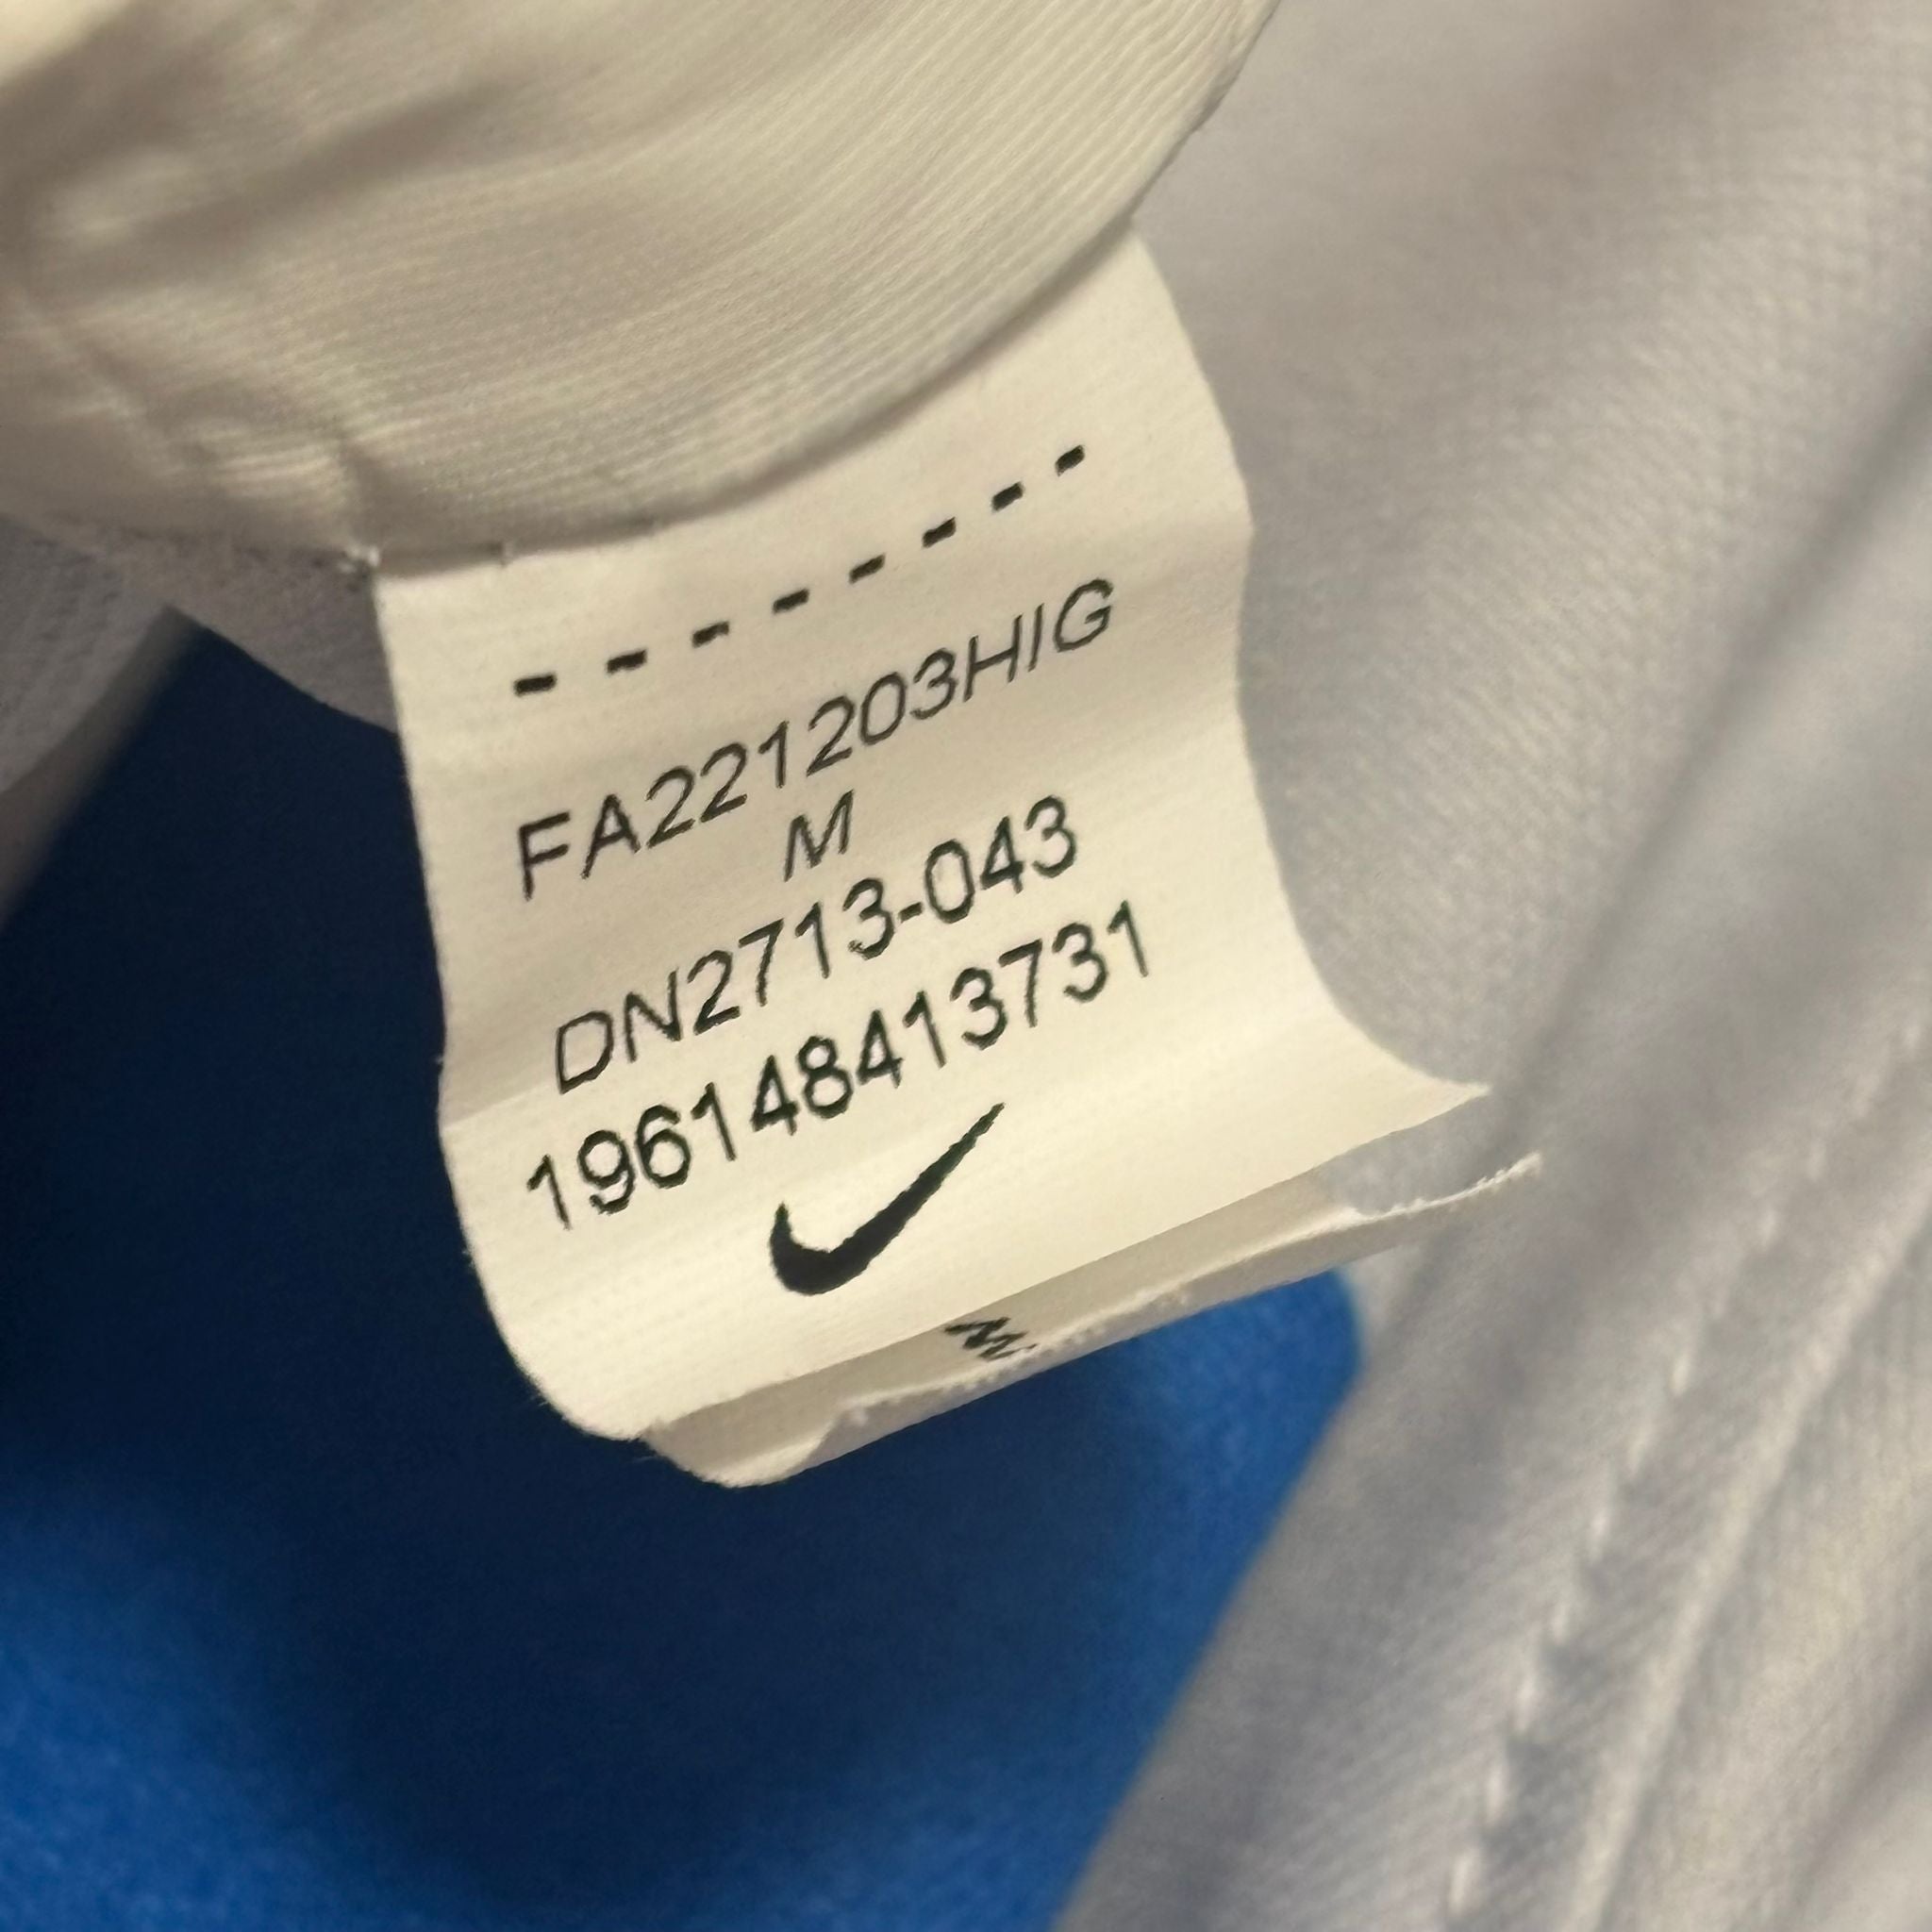 - - - - - - - -
FA221203HIG
M
DN2713-043
196148413731
M